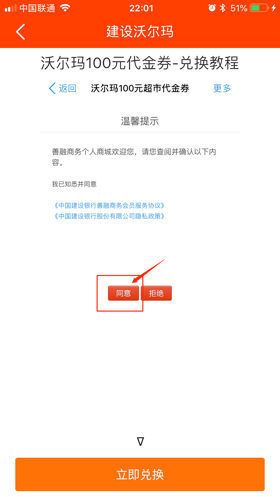 中国联通 22:01 51%
建设沃尔玛
沃尔玛100元代金券-兑换教程
返回 沃尔玛100元超市代金券 更多
温馨提示
善融商务个人商城欢迎您，请您查阅并确认以下内
容。
我已知悉并同意
《中国建设银行善融商务会员服务协议》
《中国建设银行股份有限公司隐私政策》
同意 拒绝
∇
立即兑换